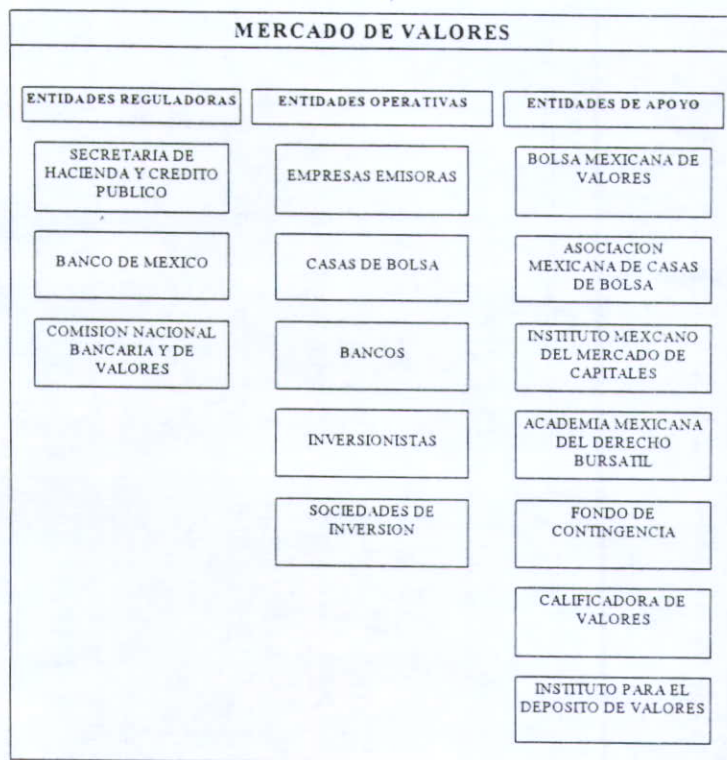 MERCADO DE VALORES
ENTIDADES REGULADORAS
SECRETARIA DE
HACIENDA Y CREDITO
PUBLICO
BANCO DE MEXICO
COMISION NACIONAL
BANCARIA Y DE
VALORES
ENTIDADES OPERATIVAS
EMPRESAS EMISORAS
CASAS DE BOLSA
BANCOS
INVERSIONISTAS
SOCIEDADES DE
INVERSION
ENTIDADES DE APOYO
BOLSA MEXICANA DE
VALORES
ASOCIACION
MEXICANA DE CASAS
DE BOLSA
INSTITUTO MEXCANO
DEL MERCADO DE
CAPITALES
ACADEMIA MEXICANA
DEL DERECHO
BURSATIL
FONDO DE
CONTINGENCIA
CALIFICADORA DE
VALORES
INSTITUTO PARA EL
DEPOSITO DE VALORES